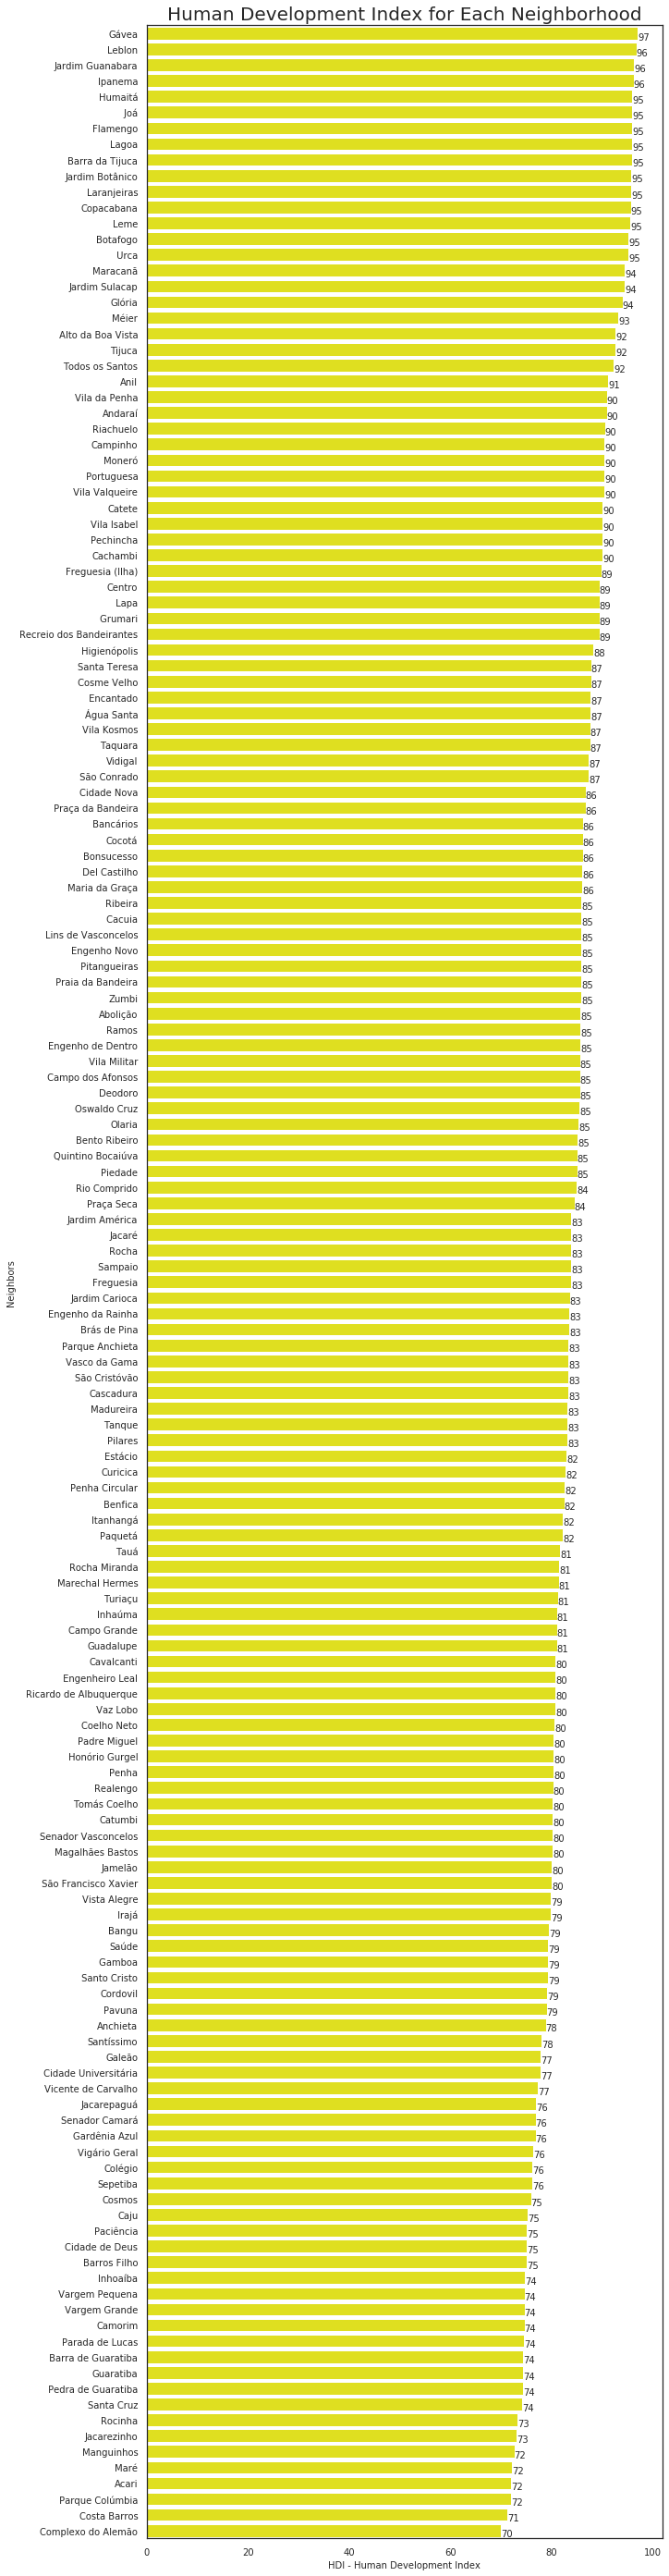 Human Development Index for Each Neighborhood
Gávea 97
Leblon 96
Jardim Guanabara 96
Ipanema 96
Humaitá 95
Joá 95
Flamengo 95
Lagoa 95
Barra da Tijuca 95
Jardim Botânico 95
Laranjeiras 95
Copacabana 95
Leme 95
Botafogo 95
Urca 95
Maracanã 94
Jardim Sulacap 94
Glória 94
Méier 93
Alto da Boa Vista 92
Tijuca 92
Todos os Santos 92
Anil 91
Vila da Penha 90
Andaraí 90
Riachuelo 90
Campinho 90
Moneró 90
Portuguesa 90
Vila Valqueire 90
Catete 90
Vila Isabel 90
Pechincha 90
Cachambi 90
Freguesia (Ilha) 89
Centro 89
Lapa 89
Grumari 89
Recreio dos Bandeirantes 89
Higienópolis 88
Santa Teresa 87
Cosme Velho 87
Encantado 87
Água Santa 87
Vila Kosmos 87
Taquara 87
Vidigal 87
São Conrado 87
Cidade Nova 86
Praça da Bandeira 86
Bancários 86
Cocotá 86
Bonsucesso 86
Del Castilho 86
Maria da Graça 86
Ribeira 85
Cacuia 85
Lins de Vasconcelos 85
Engenho Novo 85
Pitangueiras 85
Praia da Bandeira 85
Zumbi 85
Abolição 85
Ramos 85
Engenho de Dentro 85
Vila Militar 85
Campo dos Afonsos 85
Deodoro 85
Oswaldo Cruz 85
Olaria 85
Bento Ribeiro 85
Quintino Bocaiúva 85
Piedade 85
Rio Comprido 84
Praça Seca 84
Jardim América 83
Jacaré 83
Rocha 83
Sampaio 83
Freguesia 83
Jardim Carioca 83
Engenho da Rainha 83
Brás de Pina 83
Parque Anchieta 83
Vasco da Gama 83
São Cristóvão 83
Cascadura 83
Madureira 83
Tanque 83
Pilares 83
Estácio 82
Curicica 82
Penha Circular 82
Benfica 82
Itanhangá 82
Paquetá 82
Tauá 81
Rocha Miranda 81
Marechal Hermes 81
Turiaçu 81
Inhaúma 81
Campo Grande 81
Guadalupe 81
Cavalcanti 80
Engenheiro Leal 80
Ricardo de Albuquerque 80
Vaz Lobo 80
Coelho Neto 80
Padre Miguel 80
Honório Gurgel 80
Penha 80
Realengo 80
Tomás Coelho 80
Catumbi 80
Senador Vasconcelos 80
Magalhães Bastos 80
Jamelão 80
São Francisco Xavier 80
Vista Alegre 79
Irajá 79
Bangu 79
Saúde 79
Gamboa 79
Santo Cristo 79
Cordovil 79
Pavuna 79
Anchieta 78
Santíssimo 78
Galeão 77
Cidade Universitária 77
Vicente de Carvalho 77
Jacarepaguá 76
Senador Camará 76
Gardênia Azul 76
Vigário Geral 76
Colégio 76
Sepetiba 76
Cosmos 75
Caju 75
Paciência 75
Cidade de Deus 75
Barros Filho 75
Inhoaíba 74
Vargem Pequena 74
Vargem Grande 74
Camorim 74
Parada de Lucas 74
Barra de Guaratiba 74
Guaratiba 74
Pedra de Guaratiba 74
Santa Cruz 74
Rocinha 73
Jacarezinho 73
Manguinhos 72
Maré 72
Acari 72
Parque Colúmbia 72
Costa Barros 71
Complexo do Alemão 70
Neighbors
0 20 40 60 80 100
HDI - Human Development Index